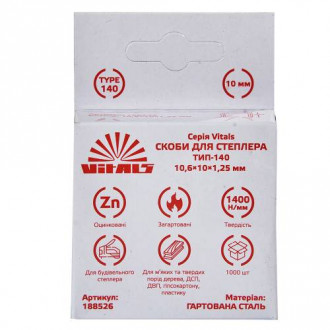 TYPE
140
10 мм
Серія Vitals
СКОБИ ДЛЯ СТЕПЛЕРА
ТИП-140
10,6×10×1,25 мм
VITALS
Zn
1400
Н/мм
Оцинковані
Загартовані
Твердість
Для будівельного
степлера
Для м'яких та твердих
порід дерева, ДСП,
ДВП, гіпсокартону,
пластику
1000 шт
Артикул:
188526
Матеріал:
ГАРТОВАНА СТАЛЬ